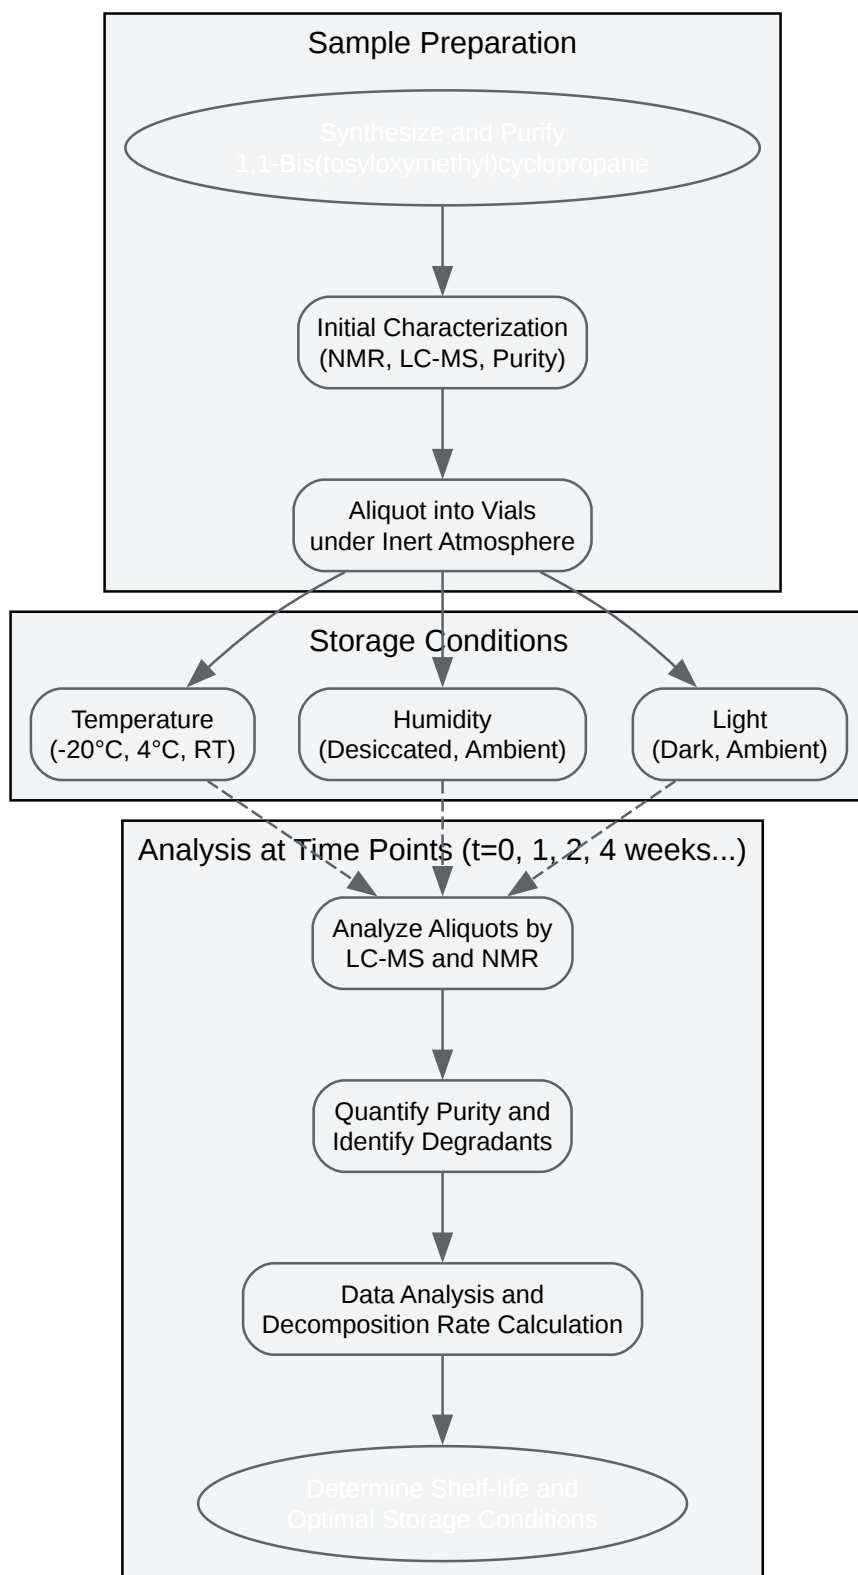 Sample Preparation
Synthesize and Purify
1,1-Bis(tosyloxymethyl)cyclopropane
Initial Characterization
(NMR, LC-MS, Purity)
Aliquot into Vials
under Inert Atmosphere
Storage Conditions
Temperature
(-20°C, 4°C, RT)
Humidity
(Desiccated, Ambient)
Light
(Dark, Ambient)
Analysis at Time Points (t=0, 1, 2, 4 weeks...)
Analyze Aliquots by
LC-MS and NMR
Quantify Purity and
Identify Degradants
Data Analysis and
Decomposition Rate Calculation
Determine Shelf-life and
Optimal Storage Conditions